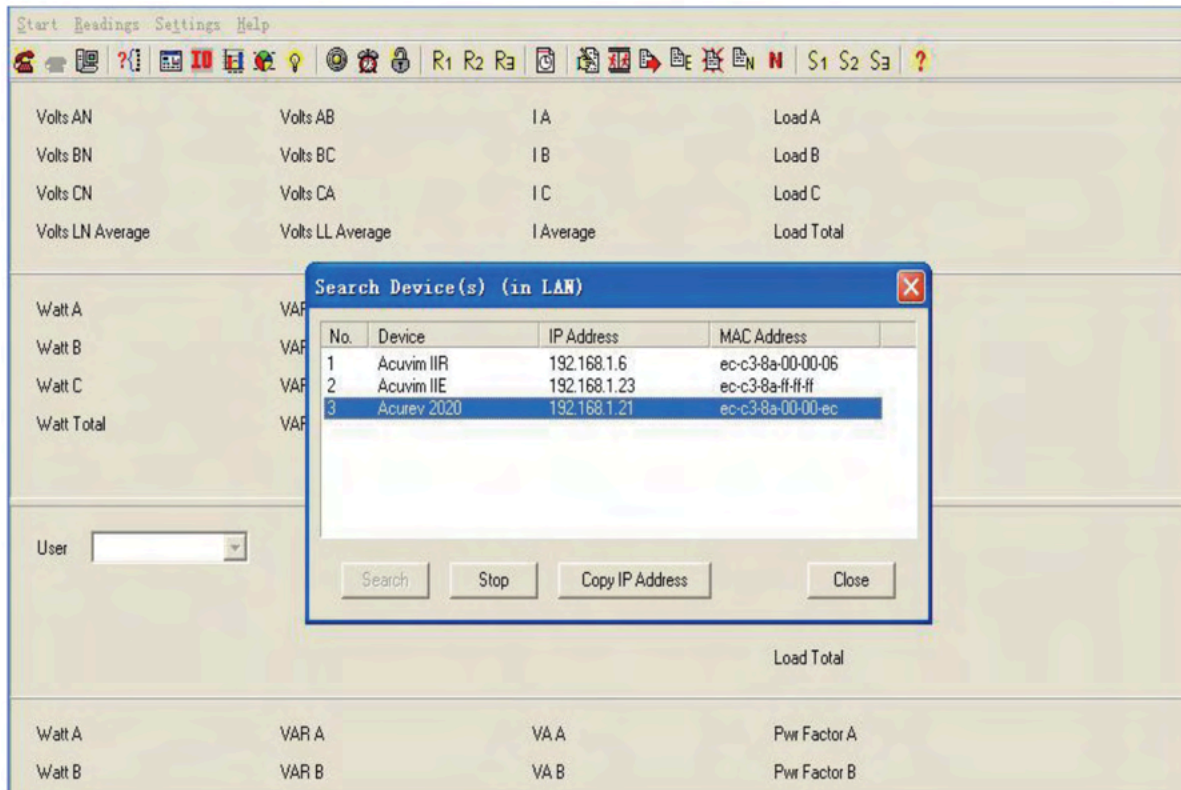 Start Readings Settings Help
?{ IO R1 R2 R3 E N N S1 S2 S3 ?
Volts AN Volts AB I A Load A
Volts BN Volts BC I B Load B
Volts CN Volts CA I C Load C
Volts LN Average Volts LL Average I Average Load Total
Search Device(s) (in LAN)
Watt A VAR
No. Device IP Address MAC Address
Watt B VAR
1 Acuvim IIR 192.168.1.6 ec-c3-8a-00-00-06
Watt C VAR
2 Acuvim IIE 192.168.1.23 ec-c3-8a-ff-ff-ff
3 Acurev 2020 192.168.1.21 ec-c3-8a-00-00-ec
Watt Total VAR
User
Search Stop Copy IP Address Close
Load Total
Watt A VAR A VA A Pwr Factor A
Watt B VAR B VA B Pwr Factor B